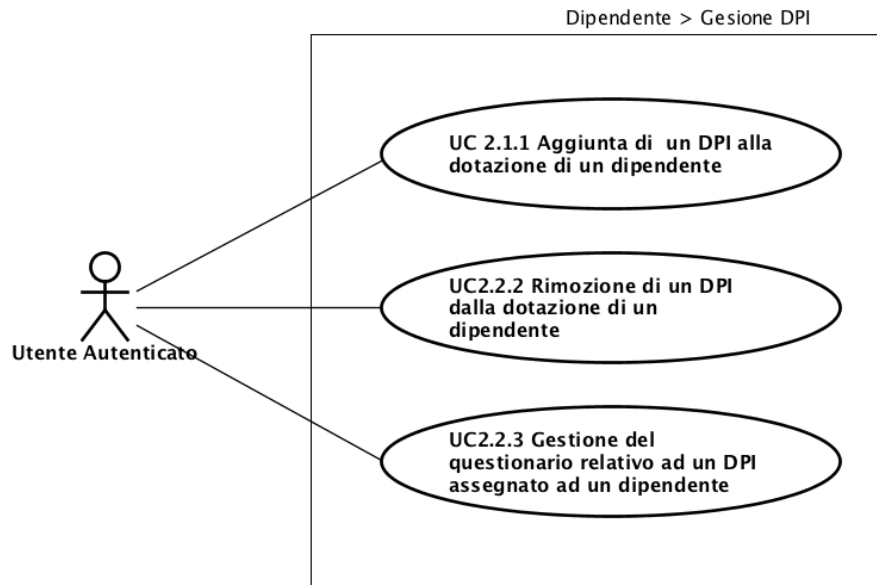 Dipendente > Gesione DPI
UC 2.1.1 Aggiunta di un DPI alla
dotazione di un dipendente
UC2.2.2 Rimozione di un DPI
dalla dotazione di un
dipendente
Utente Autenticato
UC2.2.3 Gestione del
questionario relativo ad un DPI
assegnato ad un dipendente